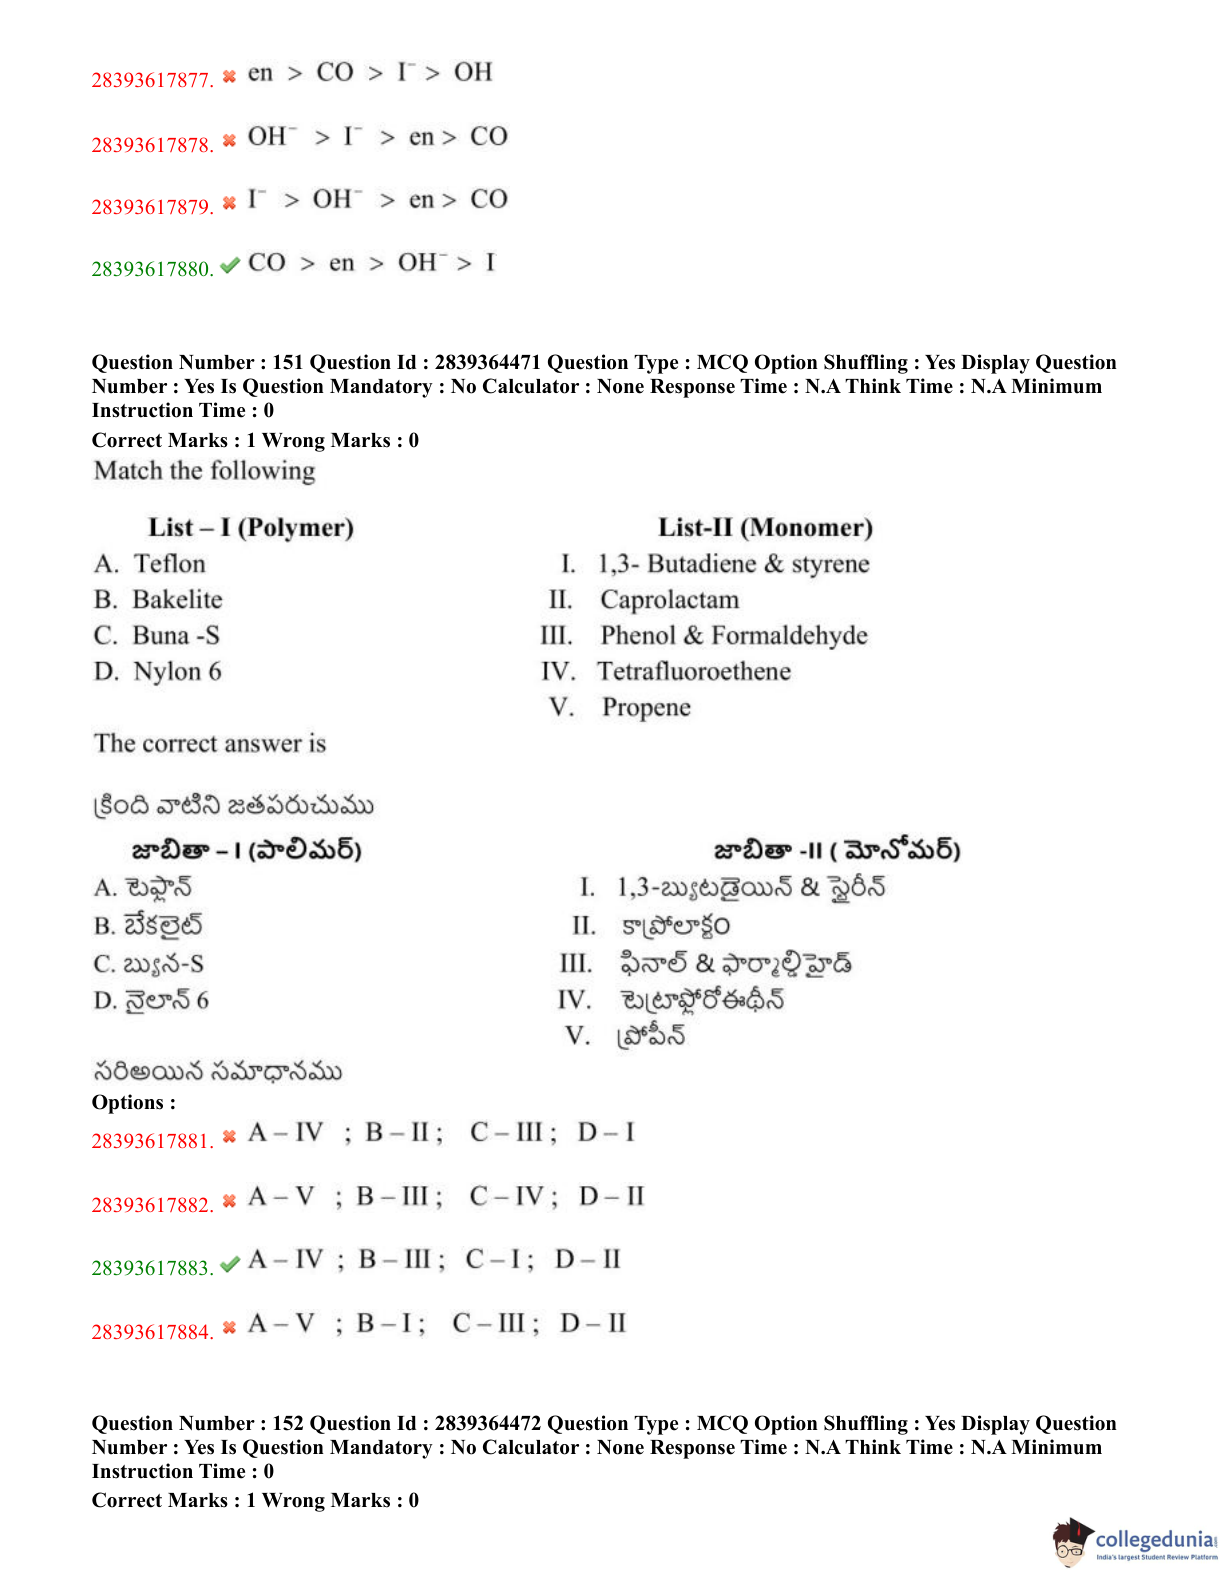 28393617877. en > CO > I⁻ > OH
28393617878. OH⁻ > I⁻ > en > CO
28393617879. I⁻ > OH⁻ > en > CO
28393617880. CO > en > OH⁻ > I
Question Number : 151 Question Id : 2839364471 Question Type : MCQ Option Shuffling : Yes Display Question
Number : Yes Is Question Mandatory : No Calculator : None Response Time : N.A Think Time : N.A Minimum
Instruction Time : 0
Correct Marks : 1 Wrong Marks : 0
Match the following
List – I (Polymer) List-II (Monomer)
A. Teflon I. 1,3- Butadiene & styrene
B. Bakelite II. Caprolactam
C. Buna -S III. Phenol & Formaldehyde
D. Nylon 6 IV. Tetrafluoroethene
V. Propene
The correct answer is
క్రింది వాటిని జతపరుచుము
జాబితా – I (పాలిమర్) జాబితా -II ( మోనోమర్)
A. టెఫ్లాన్ I. 1,3-బ్యుటడైయిన్ & స్టైరీన్
B. బేకలైట్ II. కాప్రోలాక్టం
C. బ్యున-S III. ఫినాల్ & ఫార్మాల్డిహైడ్
D. నైలాన్ 6 IV. టెట్రాఫ్లోరోఈథీన్
V. ప్రోపీన్
సరిఅయిన సమాధానము
Options :
28393617881. A – IV ; B – II ; C – III ; D – I
28393617882. A – V ; B – III ; C – IV ; D – II
28393617883. A – IV ; B – III ; C – I ; D – II
28393617884. A – V ; B – I ; C – III ; D – II
Question Number : 152 Question Id : 2839364472 Question Type : MCQ Option Shuffling : Yes Display Question
Number : Yes Is Question Mandatory : No Calculator : None Response Time : N.A Think Time : N.A Minimum
Instruction Time : 0
Correct Marks : 1 Wrong Marks : 0
collegedunia
India's largest Student Review Platform